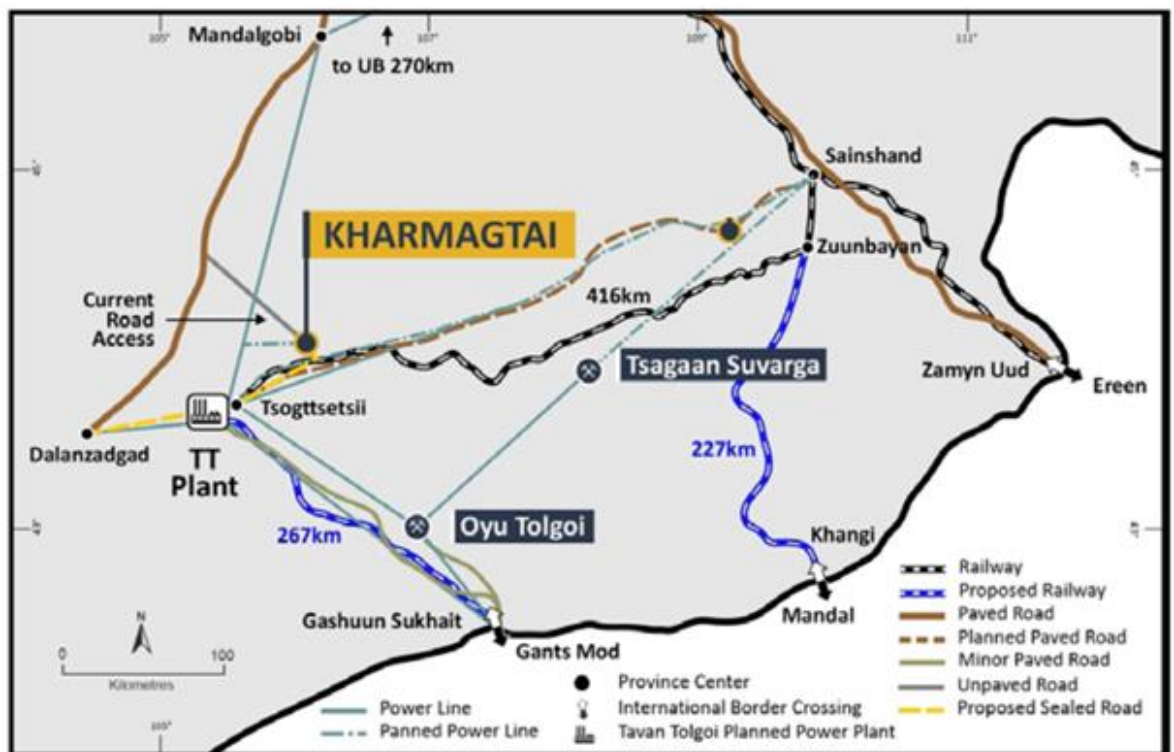 105°
107°
109°
111°
Mandalgobi
to UB 270km
Sainshand
45°
KHARMAGTAI
Zuunbayan
Current
Road
Access
416km
Tsagaan Suvarga
Zamyn Uud
Ereen
Tsogttsetsii
Dalanzadgad
TT
Plant
227km
43°
Oyu Tolgoi
267km
Khangi
Gashuun Sukhait
Mandal
Gants Mod
N
0
100
Kilometres
105°
Railway
Proposed Railway
Paved Road
Planned Paved Road
Minor Paved Road
Unpaved Road
Proposed Sealed Road
Province Center
International Border Crossing
Tavan Tolgoi Planned Power Plant
Power Line
Panned Power Line